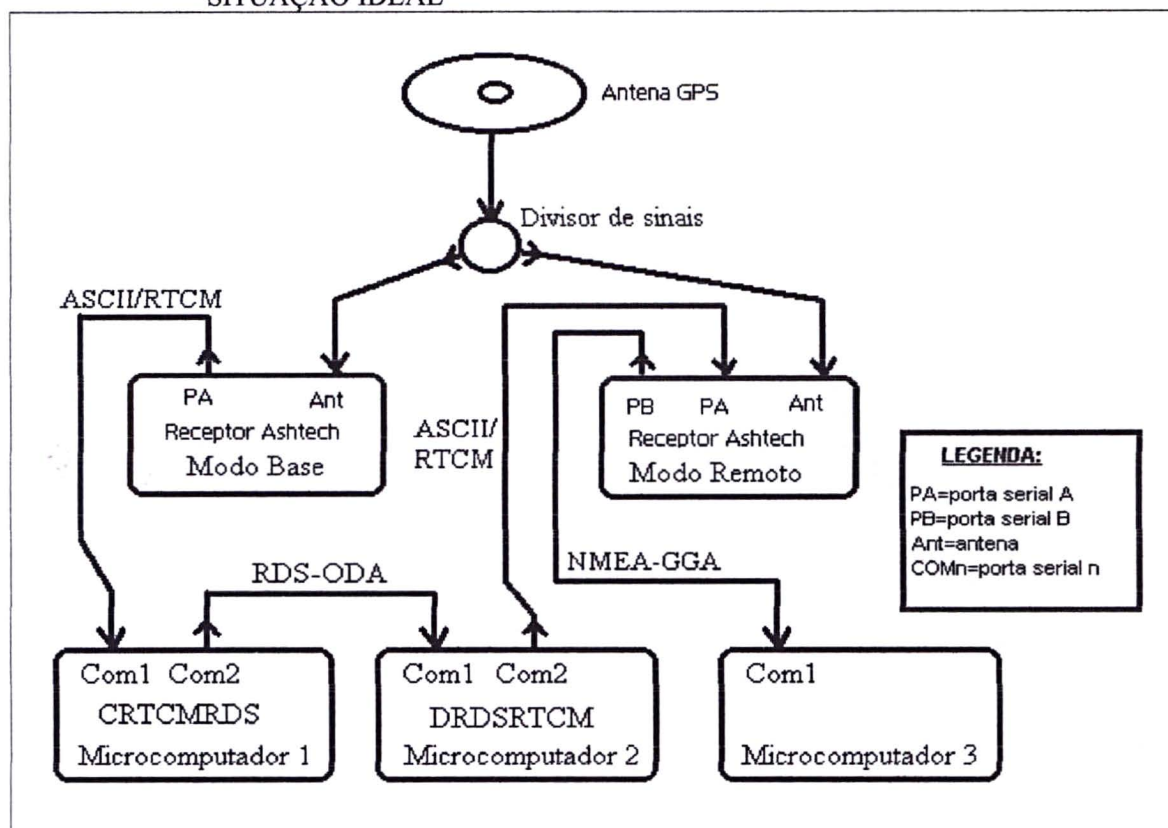 SITUAÇÃO IDEAL
Antena GPS
Divisor de sinais
ASCII/RTCM
PA Ant
Receptor Ashtech
Modo Base
ASCII/
RTCM
PB PA Ant
Receptor Ashtech
Modo Remoto
LEGENDA:
PA=porta serial A
PB=porta serial B
Ant=antena
COMn=porta serial n
RDS-ODA
NMEA-GGA
Com1 Com2
CRTCMRDS
Microcomputador 1
Com1 Com2
DRDSRTCM
Microcomputador 2
Com1
Microcomputador 3